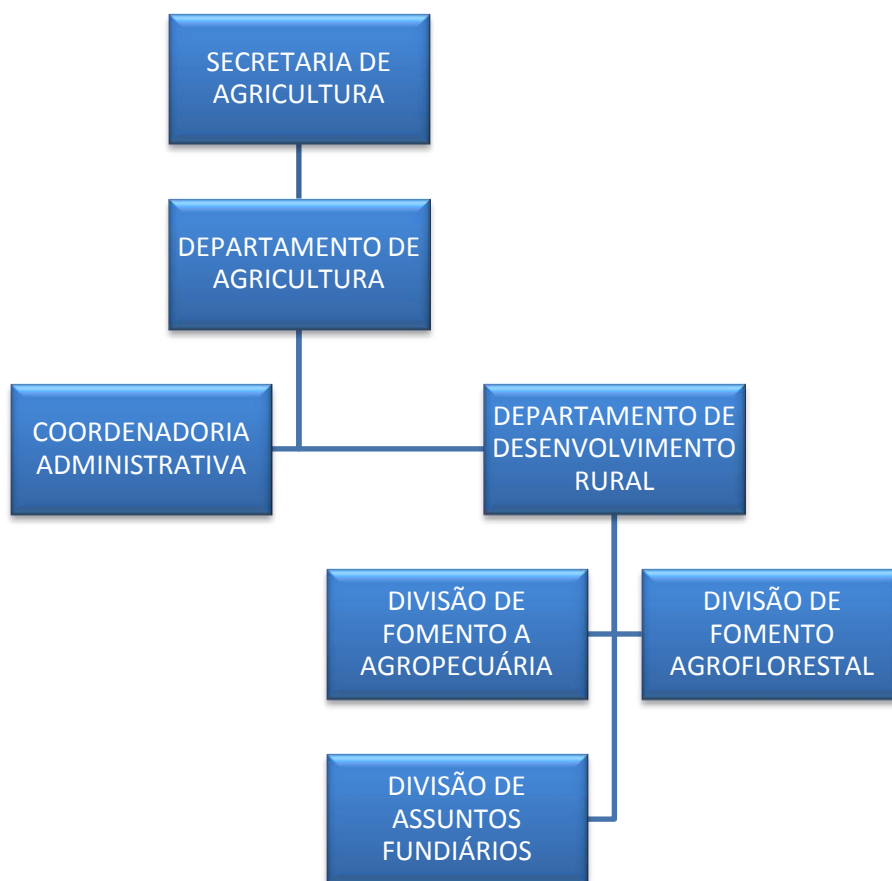 SECRETARIA DE
AGRICULTURA
DEPARTAMENTO DE
AGRICULTURA
COORDENADORIA
ADMINISTRATIVA
DEPARTAMENTO DE
DESENVOLVIMENTO
RURAL
DIVISÃO DE
FOMENTO A
AGROPECUÁRIA
DIVISÃO DE
FOMENTO
AGROFLORESTAL
DIVISÃO DE
ASSUNTOS
FUNDIÁRIOS